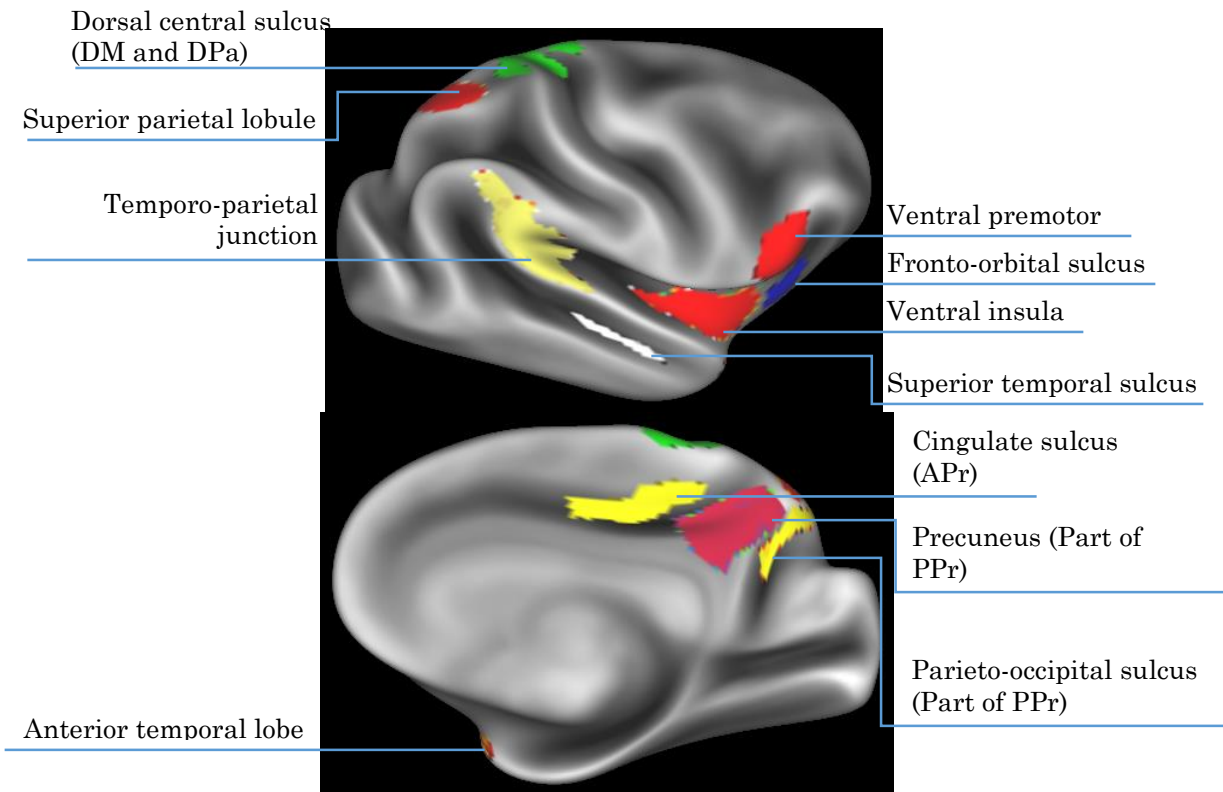 Dorsal central sulcus
(DM and DPa)
Superior parietal lobule
Temporo-parietal
junction
Ventral premotor
Fronto-orbital sulcus
Ventral insula
Superior temporal sulcus
Cingulate sulcus
(APr)
Precuneus (Part of
PPr)
Parieto-occipital sulcus
(Part of PPr)
Anterior temporal lobe